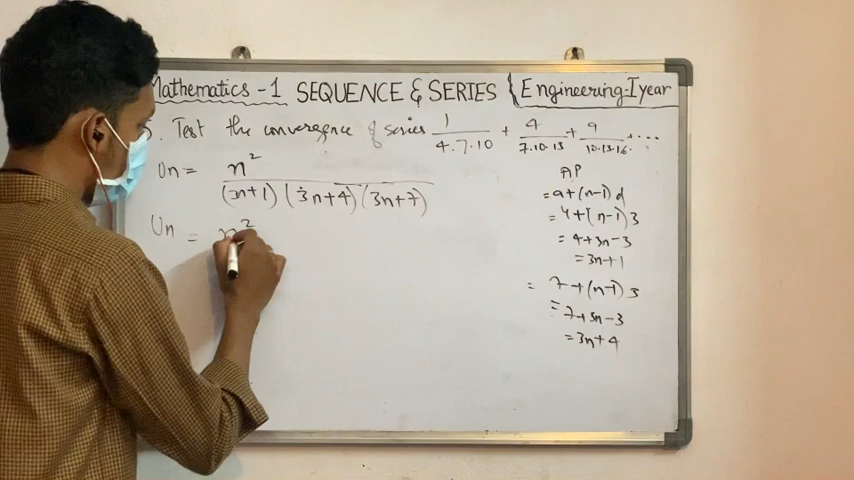 Mathematics-1 SEQUENCE & SERIES Engineering-I year
Test the convergence of series 1/4.7.10 + 4/7.10.13 + 9/10.13.16 + ...
Un = n²/(3n+1)(3n+4)(3n+7)
Un = n²
AP
= a+(n-1)d
= 4+(n-1)3
= 4+3n-3
= 3n+1
= 7+(n-1)3
= 7+3n-3
= 3n+4